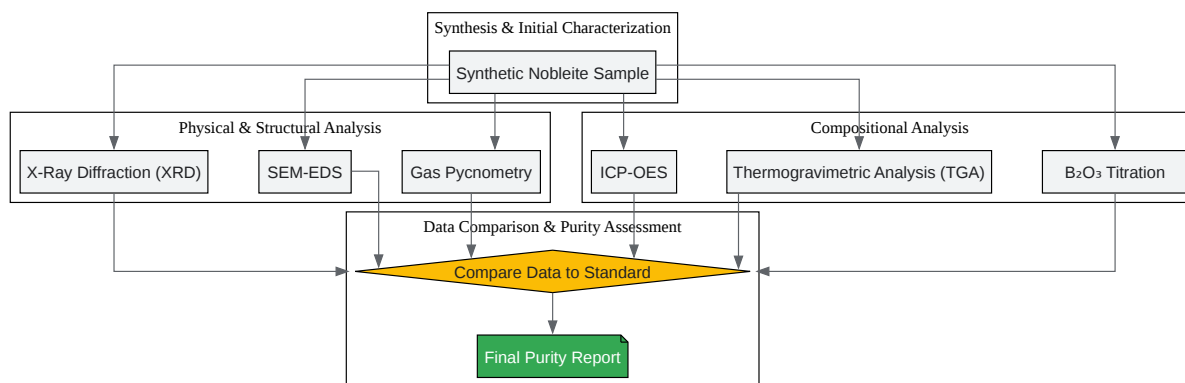 Synthesis & Initial Characterization
Synthetic Nobleite Sample
Physical & Structural Analysis
Compositional Analysis
X-Ray Diffraction (XRD)
SEM-EDS
Gas Pycnometry
ICP-OES
Thermogravimetric Analysis (TGA)
B₂O₃ Titration
Data Comparison & Purity Assessment
Compare Data to Standard
Final Purity Report